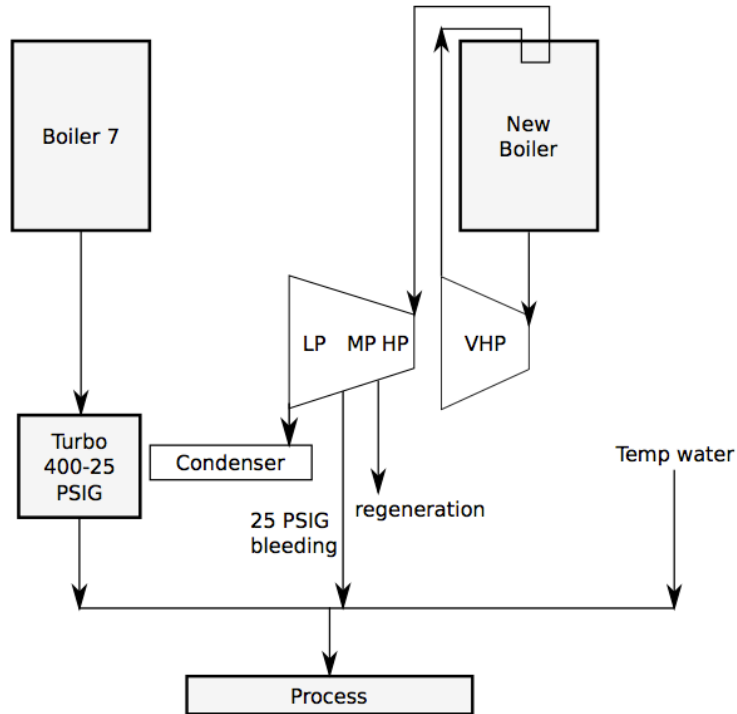 Boiler 7
New
Boiler
LP MP HP
VHP
Turbo
400-25
PSIG
Condenser
Temp water
regeneration
25 PSIG
bleeding
Process